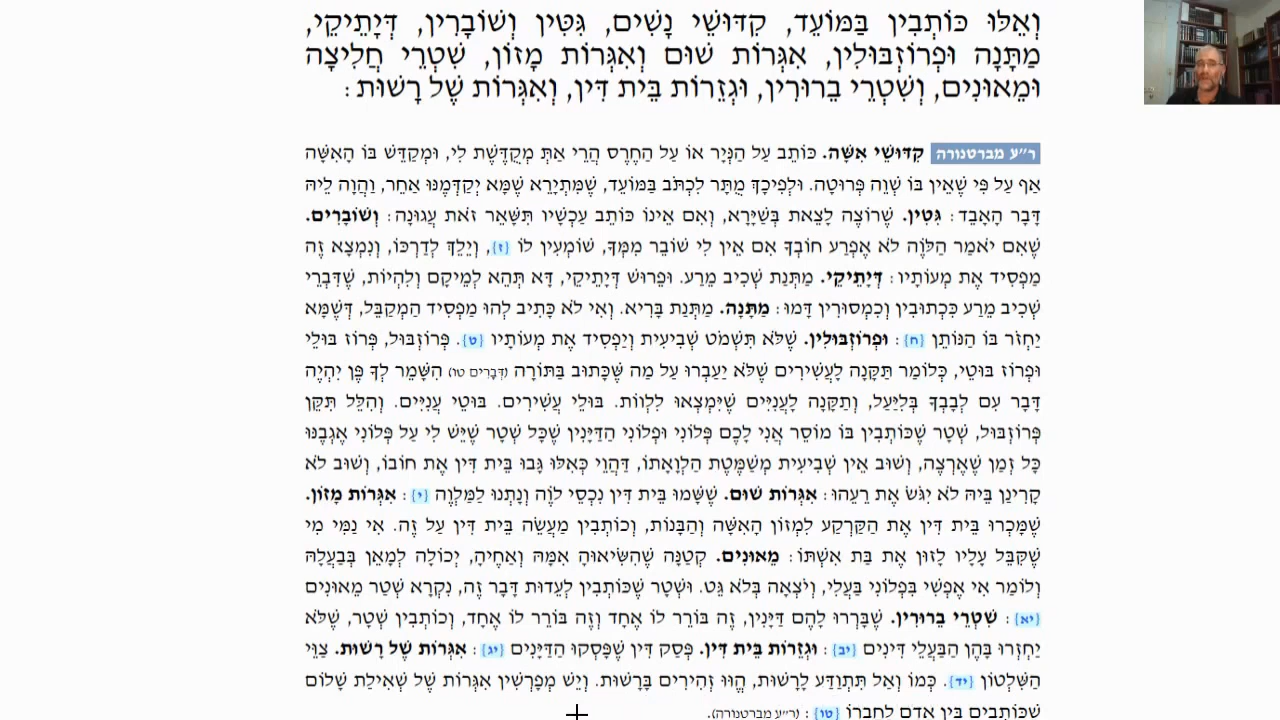 וְאֵלּוּ כּוֹתְבִין בַּמּוֹעֵד, קִדּוּשֵׁי נָשִׁים, גִּטִּין וְשׁוֹבָרִין, דְּיָתֵיקֵי,
מַתָּנָה וּפְרוֹזְבּוּלִין, אִגְּרוֹת שׁוּם וְאִגְּרוֹת מָזוֹן, שִׁטְרֵי חֲלִיצָה
וּמֵאוּנִים, וְשִׁטְרֵי בֵרוּרִין, וּגְזֵרוֹת בֵּית דִּין, וְאִגְּרוֹת שֶׁל רָשׁוּת:
ר״ע מברטנורה קִדּוּשֵׁי אִשָּׁה. כּוֹתֵב עַל הַנְּיָר אוֹ עַל הַחֶרֶס הֲרֵי אַתְּ מְקֻדֶּשֶׁת לִי, וּמְקַדֵּשׁ בּוֹ הָאִשָּׁה
אַף עַל פִּי שֶׁאֵין בּוֹ שְׁוֵה פְּרוּטָה. וּלְפִיכָךְ מֻתָּר לִכְתֹּב בַּמּוֹעֵד, שֶׁמִּתְיָרֵא שֶׁמָּא יְקַדְּמֶנּוּ אַחֵר, וַהֲוָה לֵיהּ
דָּבָר הָאָבֵד: גִּטִּין. שֶׁרוֹצֶה לָצֵאת בְּשַׁיָּרָא, וְאִם אֵינוֹ כּוֹתֵב עַכְשָׁיו תִּשָּׁאֵר זֹאת עֲגוּנָה: וְשׁוֹבָרִים.
שֶׁאִם יֹאמַר הַלֹּוֶה לֹא אֶפְרַע חוֹבְךָ אִם אֵין לִי שׁוֹבֵר מִמְּךָ, שׁוֹמְעִין לוֹ {ז}, וְיֵלֵךְ לְדַרְכּוֹ, וְנִמְצָא זֶה
מַפְסִיד אֶת מְעוֹתָיו: דְּיָתֵיקֵי. מַתְּנַת שְׁכִיב מֵרַע. וּפֵרוּשׁ דְּיָתֵיקֵי, דָּא תְּהֵא לְמֵיקַם וְלִהְיוֹת, שֶׁדִּבְרֵי
שְׁכִיב מֵרַע כִּכְתוּבִין וְכִמְסוּרִין דָּמוּ: מַתָּנָה. מַתְּנַת בָּרִיא. וְאִי לֹא כָּתֵיב לְהוּ מַפְסִיד הַמְקַבֵּל, דְּשֶׁמָּא
יַחְזֹר בּוֹ הַנּוֹתֵן {ח}: וּפְרוֹזְבּוּלִין. שֶׁלֹּא תִּשְׁמֹט שְׁבִיעִית וְיַפְסִיד אֶת מְעוֹתָיו {ט}. פְּרוֹזְבּוּל, פְּרוֹז בּוּלֵי
וּפְרוֹז בּוּטֵי, כְּלוֹמַר תַּקָּנָה לָעֲשִׁירִים שֶׁלֹּא יַעַבְרוּ עַל מַה שֶּׁכָּתוּב בַּתּוֹרָה (דְּבָרִים טו) הִשָּׁמֶר לְךָ פֶּן יִהְיֶה
דָּבָר עִם לְבָבְךָ בְּלִיַּעַל, וְתַקָּנָה לָעֲנִיִּים שֶׁיִּמְצְאוּ לִלְווֹת. בּוּלֵי עֲשִׁירִים. בּוּטֵי עֲנִיִּים. וְהִלֵּל תִּקֵּן
פְּרוֹזְבּוּל, שְׁטָר שֶׁכּוֹתְבִין בּוֹ מוֹסֵר אֲנִי לָכֶם פְּלוֹנִי וּפְלוֹנִי הַדַּיָּנִין שֶׁכָּל שְׁטָר שֶׁיֵּשׁ לִי עַל פְּלוֹנִי אֶגְבֶּנּוּ
כָּל זְמַן שֶׁאֶרְצֶה, וְשׁוּב אֵין שְׁבִיעִית מְשַׁמֶּטֶת הַלְוָאָתוֹ, דַּהֲוֵי כְּאִלּוּ גָּבוּ בֵּית דִּין אֶת חוֹבוֹ, וְשׁוּב לֹא
קָרֵינַן בֵּיהּ לֹא יִגֹּשׂ אֶת רֵעֵהוּ: אִגְּרוֹת שׁוּם. שֶׁשָּׁמוּ בֵּית דִּין נִכְסֵי לֹוֶה וְנָתְנוּ לַמַּלְוֶה {י}: אִגְּרוֹת מָזוֹן.
שֶׁמָּכְרוּ בֵּית דִּין אֶת הַקַּרְקַע לִמְזוֹן הָאִשָּׁה וְהַבָּנוֹת, וְכוֹתְבִין מַעֲשֵׂה בֵּית דִּין עַל זֶה. אִי נַמִּי מִי
שֶׁקִּבֵּל עָלָיו לָזוּן אֶת בַּת אִשְׁתּוֹ: מֵאוּנִים. קְטַנָּה שֶׁהִשִּׂיאוּהָ אִמָּהּ וְאַחֶיהָ, יְכוֹלָה לְמָאֵן בְּבַעֲלָהּ
וְלוֹמַר אִי אֶפְשִׁי בִּפְלוֹנִי בַּעֲלִי, וְיֹצְאָה בְּלֹא גֵּט. וּשְׁטָר שֶׁכּוֹתְבִין לְעֵדוּת דָּבָר זֶה, נִקְרָא שְׁטַר מֵאוּנִים
{יא}: שִׁטְרֵי בֵרוּרִין. שֶׁבָּרְרוּ לָהֶם דַּיָּנִין, זֶה בּוֹרֵר לוֹ אֶחָד וְזֶה בּוֹרֵר לוֹ אֶחָד, וְכוֹתְבִין שְׁטָר, שֶׁלֹּא
יַחְזְרוּ בָּהֶן הַבַּעֲלֵי דִּינִים {יב}: וּגְזֵרוֹת בֵּית דִּין. פְּסַק דִּין שֶׁפָּסְקוּ הַדַּיָּנִים {יג}: אִגְּרוֹת שֶׁל רָשׁוּת. צַוֵּי
הַשִּׁלְטוֹן {יד}. כְּמוֹ וְאַל תִּתְוַדַּע לָרָשׁוּת, הֱווּ זְהִירִים בָּרָשׁוּת. וְיֵשׁ מְפָרְשִׁין אִגְּרוֹת שֶׁל שְׁאֵילַת שָׁלוֹם
שֶׁכּוֹתְבִים בֵּין אָדָם לַחֲבֵרוֹ {טו}: (ר״ע מברטנורה).